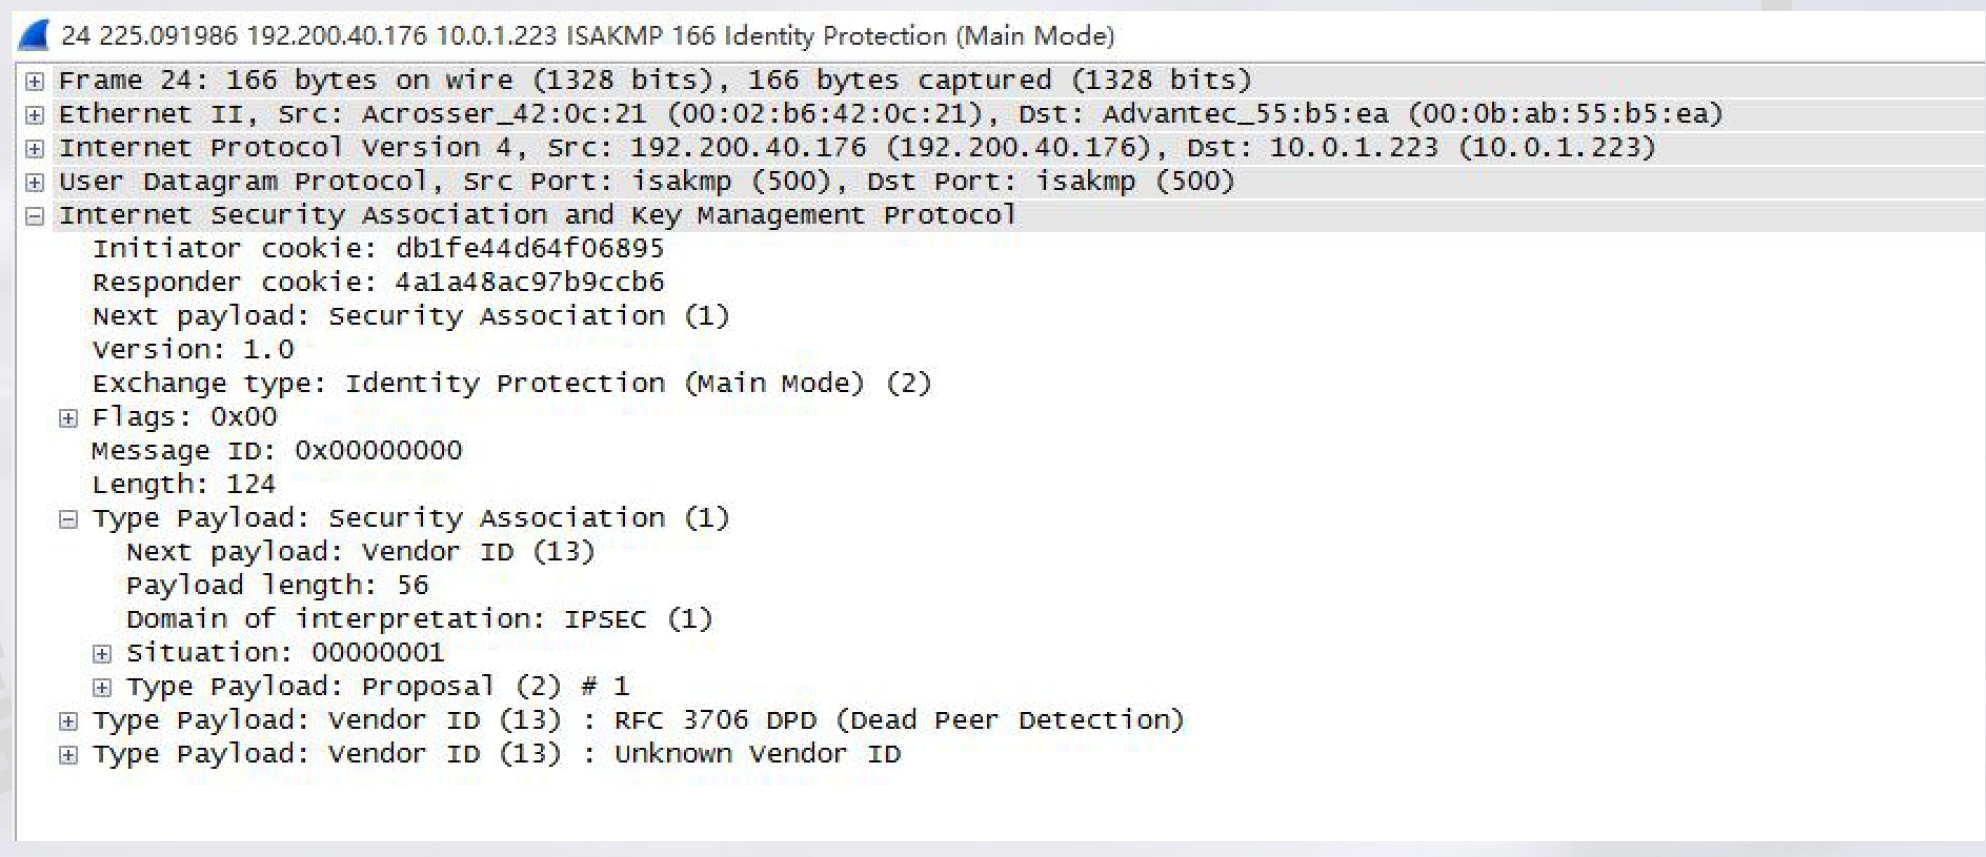 24 225.091986 192.200.40.176 10.0.1.223 ISAKMP 166 Identity Protection (Main Mode)
Frame 24: 166 bytes on wire (1328 bits), 166 bytes captured (1328 bits)
Ethernet II, Src: Acrosser_42:0c:21 (00:02:b6:42:0c:21), Dst: Advantec_55:b5:ea (00:0b:ab:55:b5:ea)
Internet Protocol Version 4, Src: 192.200.40.176 (192.200.40.176), Dst: 10.0.1.223 (10.0.1.223)
User Datagram Protocol, Src Port: isakmp (500), Dst Port: isakmp (500)
Internet Security Association and Key Management Protocol
Initiator cookie: db1fe44d64f06895
Responder cookie: 4a1a48ac97b9ccb6
Next payload: Security Association (1)
Version: 1.0
Exchange type: Identity Protection (Main Mode) (2)
Flags: 0x00
Message ID: 0x00000000
Length: 124
Type Payload: Security Association (1)
Next payload: Vendor ID (13)
Payload length: 56
Domain of interpretation: IPSEC (1)
Situation: 00000001
Type Payload: Proposal (2) # 1
Type Payload: Vendor ID (13) : RFC 3706 DPD (Dead Peer Detection)
Type Payload: Vendor ID (13) : Unknown Vendor ID